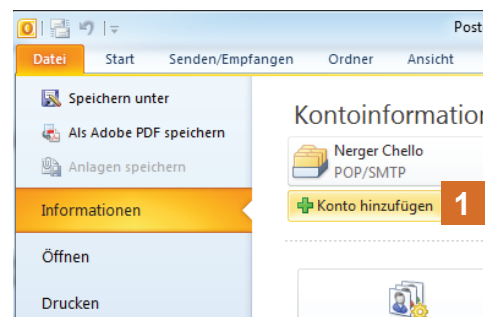 Poste
Datei Start Senden/Empfangen Ordner Ansicht
Speichern unter
Als Adobe PDF speichern
Anlagen speichern
Informationen
Öffnen
Drucken
Kontoinformation
Nerger Chello
POP/SMTP
Konto hinzufügen 1